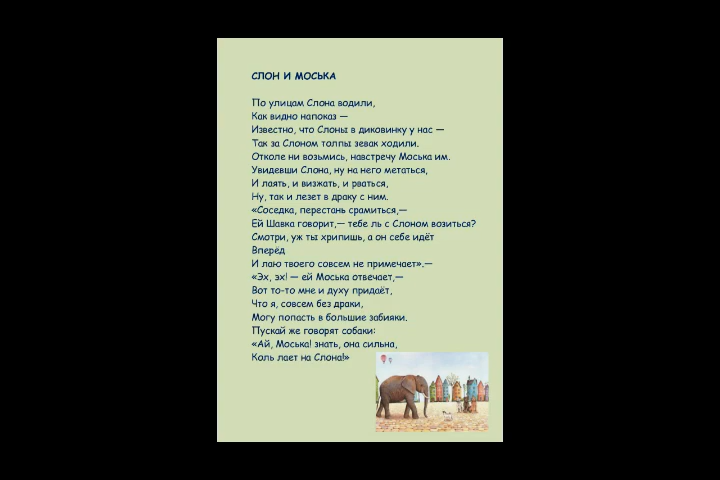 СЛОН И МОСЬКА
По улицам Слона водили,
Как видно напоказ —
Известно, что Слоны в диковинку у нас —
Так за Слоном толпы зевак ходили.
Отколе ни возьмись, навстречу Моська им.
Увидевши Слона, ну на него метаться,
И лаять, и визжать, и рваться,
Ну, так и лезет в драку с ним.
«Соседка, перестань срамиться,—
Ей Шавка говорит,— тебе ль с Слоном возиться?
Смотри, уж ты хрипишь, а он себе идёт
Вперёд
И лаю твоего совсем не примечает».—
«Эх, эх! — ей Моська отвечает,—
Вот то-то мне и духу придаёт,
Что я, совсем без драки,
Могу попасть в большие забияки.
Пускай же говорят собаки:
«Ай, Моська! знать, она сильна,
Коль лает на Слона!»